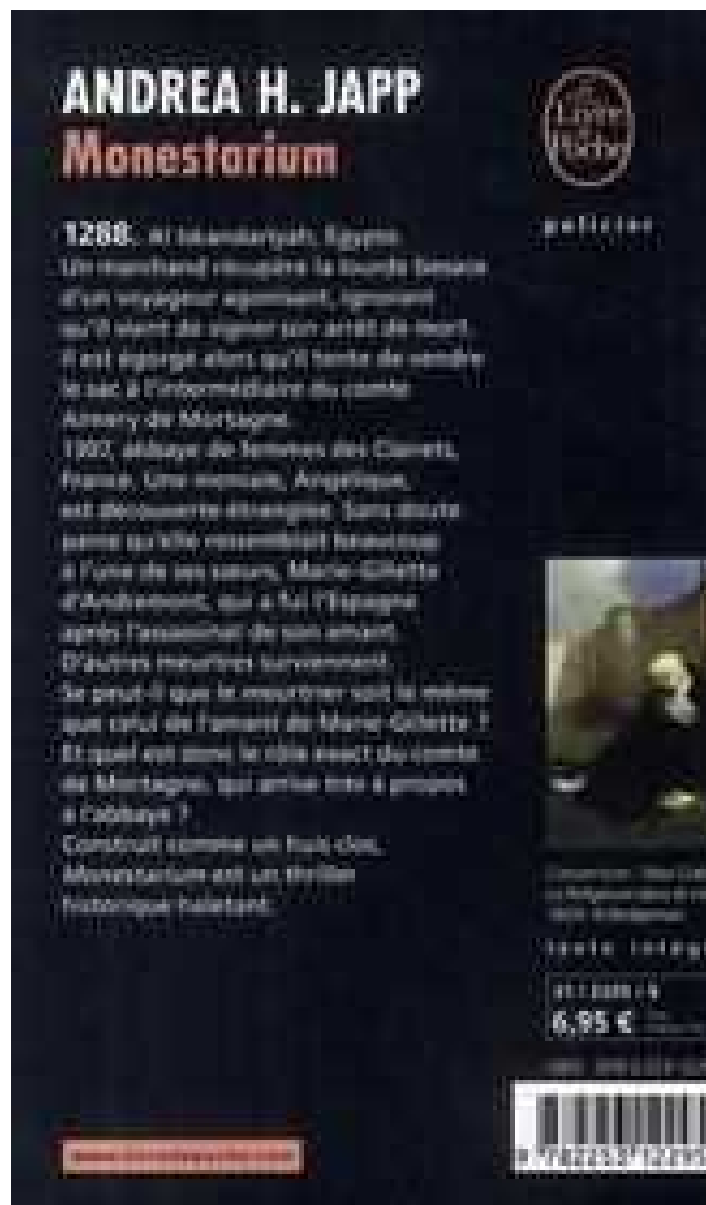 ANDREA H. JAPP
Monestarium
Le
Livre
de
Poche
policier
1288. Al Iskandariyah, Égypte.
Un marchand récupère la lourde besace
d'un voyageur agonisant, ignorant
qu'il vient de signer son arrêt de mort.
Il est égorgé alors qu'il tente de vendre
le sac à l'intermédiaire du comte
Aimery de Mortagne.
1307, abbaye de femmes des Clairets,
France. Une moniale, Angélique,
est découverte étranglée. Sans doute
parce qu'elle ressemblait beaucoup
à l'une de ses sœurs, Marie-Gillette
d'Andremont, qui a fui l'Espagne
après l'assassinat de son amant.
D'autres meurtres surviennent.
Se peut-il que le meurtrier soit le même
que celui de l'amant de Marie-Gillette ?
Et quel est donc le rôle exact du comte
de Mortagne, qui arrive très à propos
à l'abbaye ?
Construit comme un huis-clos,
Monestarium est un thriller
historique haletant.
texte intég
6,95 €